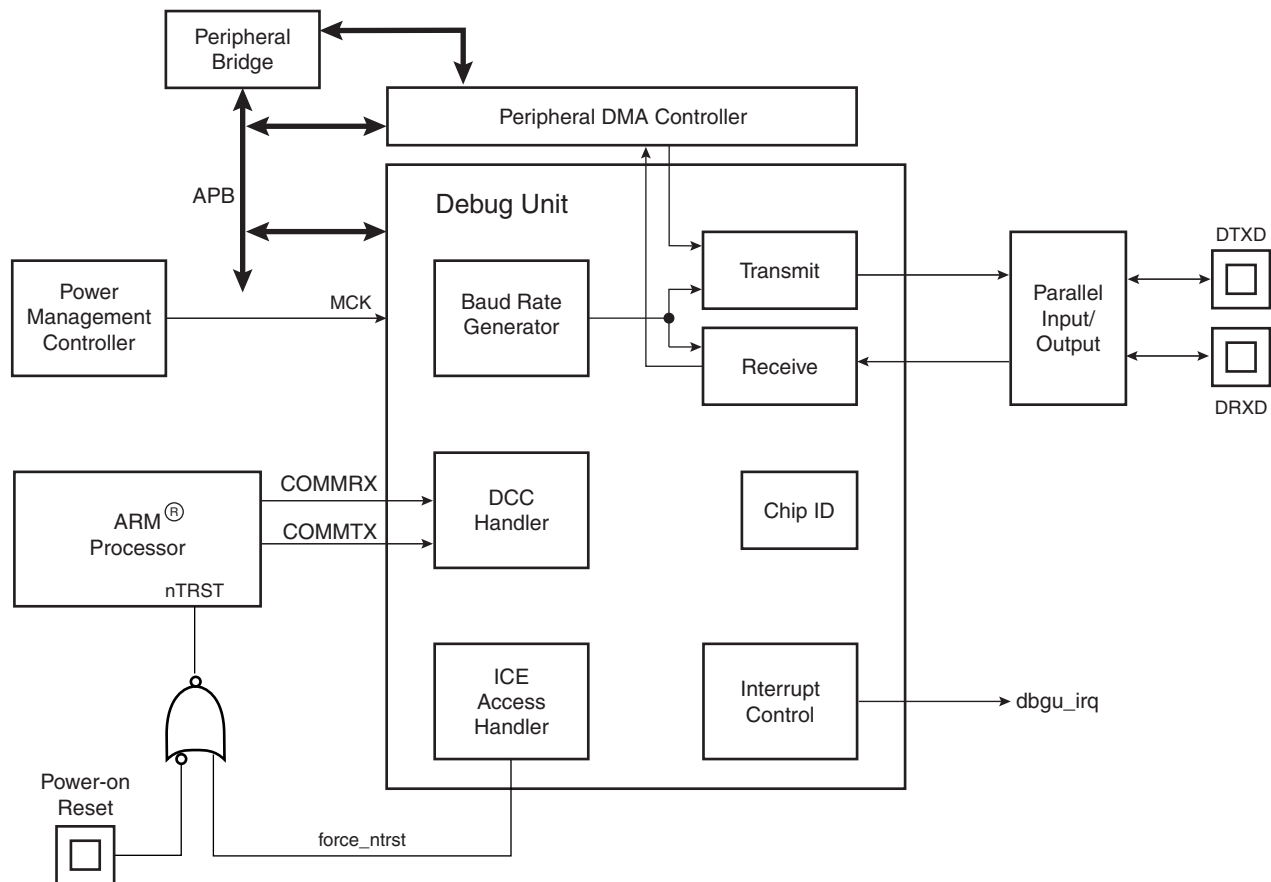 Peripheral
Bridge
Peripheral DMA Controller
APB
Debug Unit
DTXD
Transmit
Power
Management
Controller
MCK
Baud Rate
Generator
Parallel
Input/
Output
Receive
DRXD
COMMRX
ARM®
Processor
DCC
Handler
Chip ID
COMMTX
nTRST
ICE
Access
Handler
Interrupt
Control
dbgu_irq
Power-on
Reset
force_ntrst